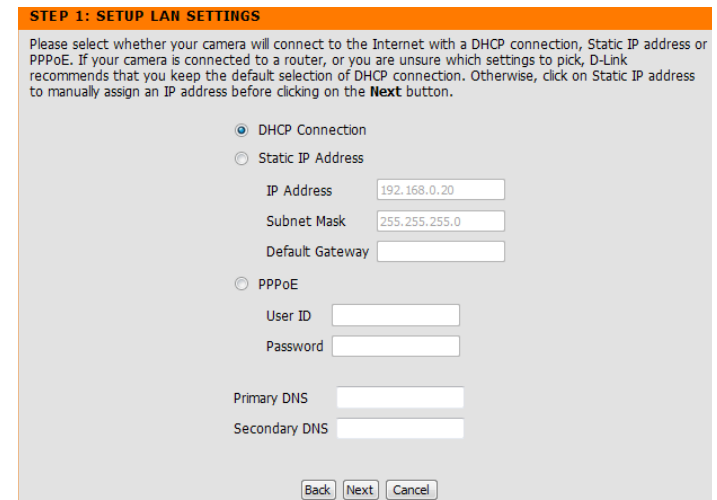 STEP 1: SETUP LAN SETTINGS
Please select whether your camera will connect to the Internet with a DHCP connection, Static IP address or
PPPoE. If your camera is connected to a router, or you are unsure which settings to pick, D-Link
recommends that you keep the default selection of DHCP connection. Otherwise, click on Static IP address
to manually assign an IP address before clicking on the Next button.
DHCP Connection
Static IP Address
IP Address 192.168.0.20
Subnet Mask 255.255.255.0
Default Gateway
PPPoE
User ID
Password
Primary DNS
Secondary DNS
Back Next Cancel